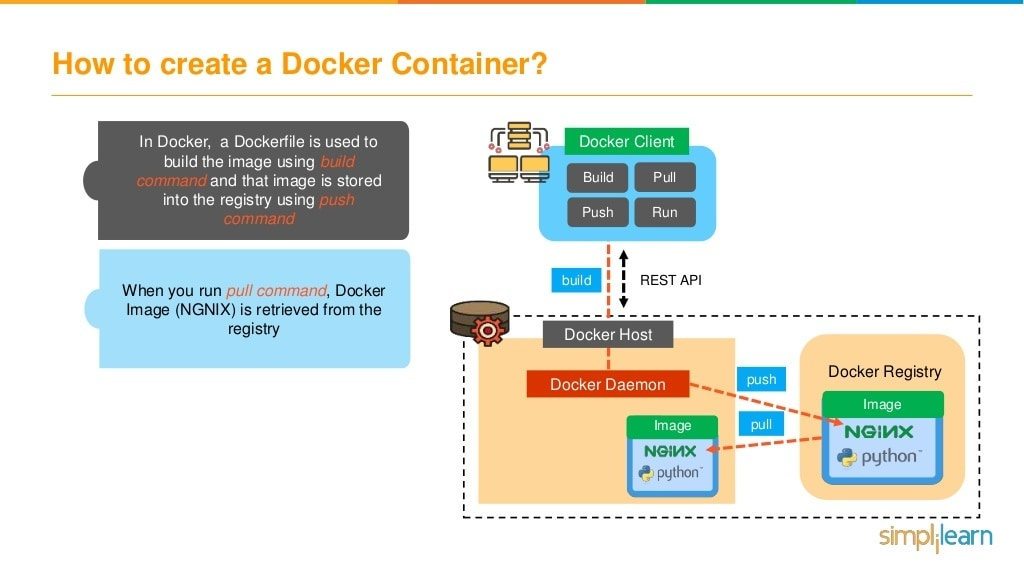 How to create a Docker Container?
In Docker, a Dockerfile is used to
build the image using build
command and that image is stored
into the registry using push
command
When you run pull command, Docker
Image (NGNIX) is retrieved from the
registry
Docker Client
Build
Pull
Push
Run
build
REST API
Docker Host
Docker Daemon
push
pull
Image
NGINX
python™
Docker Registry
Image
NGINX
python™
simplilearn